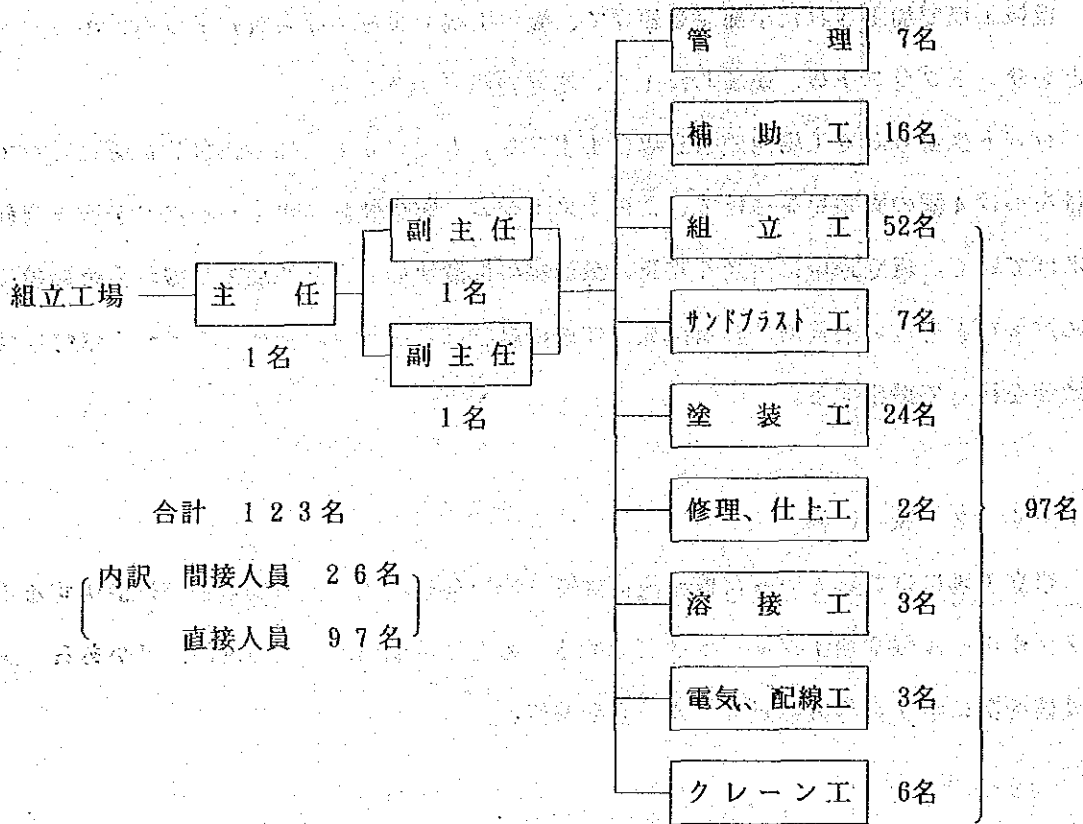 管理 7名
補助工 16名
組立工 52名
サンドブラスト工 7名
塗装工 24名
修理、仕上工 2名
溶接工 3名
電気、配線工 3名
クレーン工 6名
97名
組立工場
主任
1名
副主任
1名
副主任
1名
合計 123名
内訳 間接人員 26名
直接人員 97名